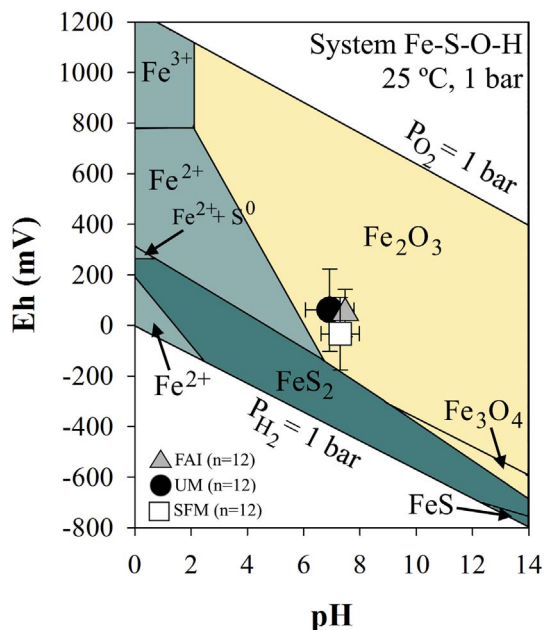 System Fe-S-O-H
25 ºC, 1 bar
1200
1000
800
600
400
200
0
-200
-400
-600
-800
Eh (mV)
Fe³⁺
Fe²⁺
Fe²⁺+ S⁰
P_O₂ = 1 bar
Fe₂O₃
Fe²⁺
FeS₂
Fe₃O₄
P_H₂ = 1 bar
FeS
FAI (n=12)
UM (n=12)
SFM (n=12)
0 2 4 6 8 10 12 14
pH